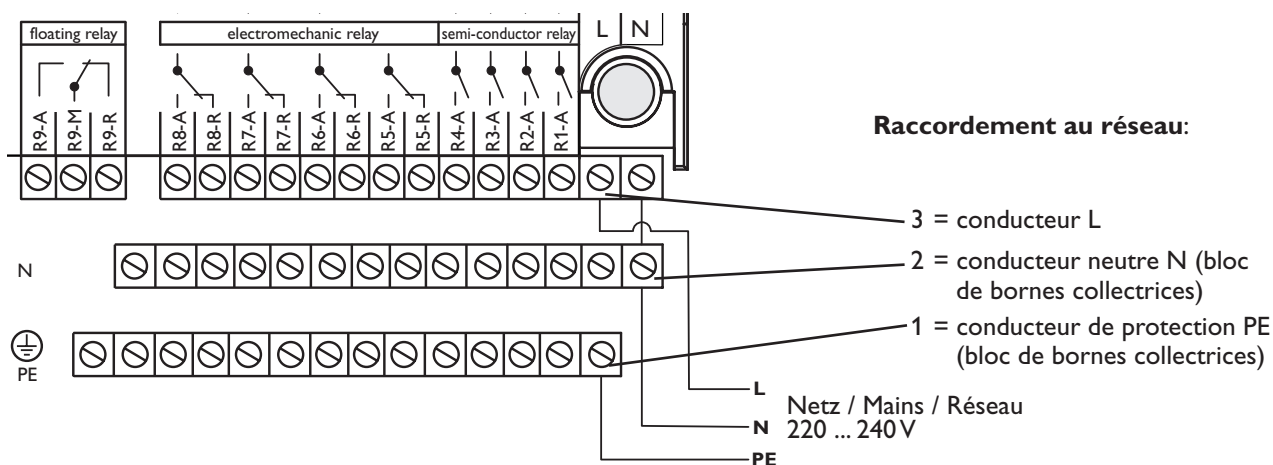 floating relay
electromechanic relay
semi-conductor relay
L N
R9-A
R9-M
R9-R
R8-A
R8-R
R7-A
R7-R
R6-A
R6-R
R5-A
R5-R
R4-A
R3-A
R2-A
R1-A
Raccordement au réseau:
3 = conducteur L
N
2 = conducteur neutre N (bloc
de bornes collectrices)
1 = conducteur de protection PE
(bloc de bornes collectrices)
PE
L
Netz / Mains / Réseau
N 220 ... 240 V
PE